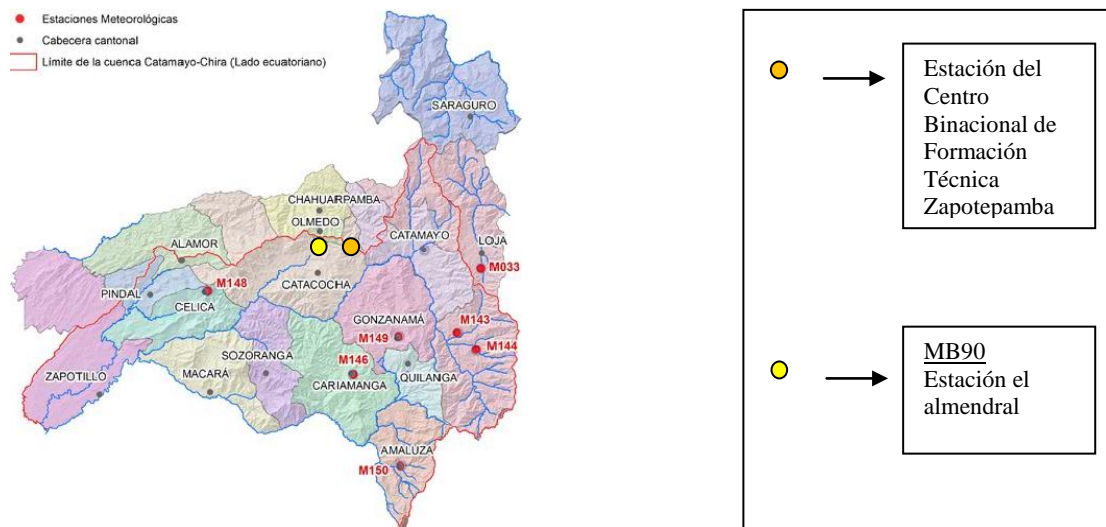 Estaciones Meteorológicas
Cabecera cantonal
Límite de la cuenca Catamayo-Chira (Lado ecuatoriano)
SARAGURO
CHAHUARPAMBA
OLMEDO
CATAMAYO
LOJA
ALAMOR
M033
CATACOCHA
PINDAL
M148
CELICA
GONZANAMÁ
M143
M149
M144
SOZORANGA
M146
ZAPOTILLO
MACARÁ
CARIAMANGA
QUILANGA
AMALUZA
M150
Estación del
Centro
Binacional de
Formación
Técnica
Zapotepamba
MB90
Estación el
almendral